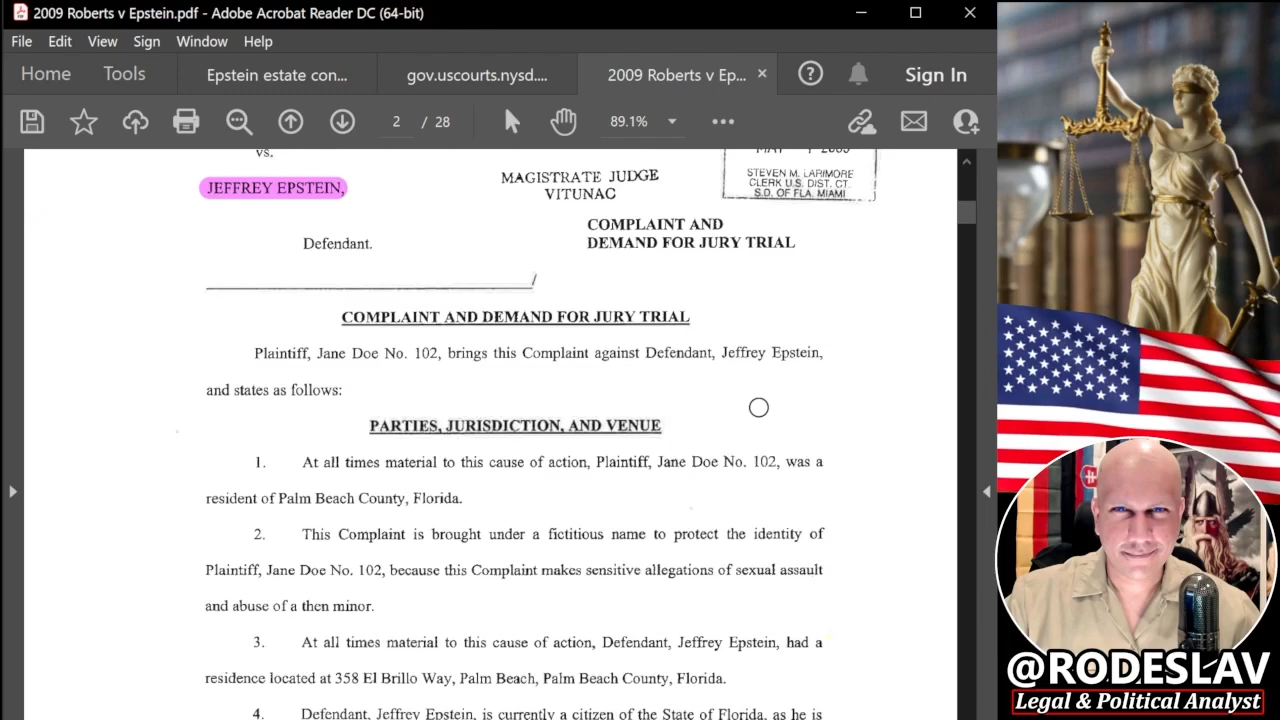 2009 Roberts v Epstein.pdf - Adobe Acrobat Reader DC (64-bit)
File Edit View Sign Window Help
Home Tools Epstein estate con... gov.uscourts.nysd.... 2009 Roberts v Ep... × Sign In
2 / 28 89.1%
vs.
JEFFREY EPSTEIN,
MAGISTRATE JUDGE
VITUNAC
STEVEN M. LARIMORE
CLERK U.S. DIST. CT.
S.D. OF FLA. MIAMI
COMPLAINT AND
DEMAND FOR JURY TRIAL
Defendant.
/
COMPLAINT AND DEMAND FOR JURY TRIAL
Plaintiff, Jane Doe No. 102, brings this Complaint against Defendant, Jeffrey Epstein,
and states as follows:
PARTIES, JURISDICTION, AND VENUE
1. At all times material to this cause of action, Plaintiff, Jane Doe No. 102, was a
resident of Palm Beach County, Florida.
2. This Complaint is brought under a fictitious name to protect the identity of
Plaintiff, Jane Doe No. 102, because this Complaint makes sensitive allegations of sexual assault
and abuse of a then minor.
3. At all times material to this cause of action, Defendant, Jeffrey Epstein, had a
residence located at 358 El Brillo Way, Palm Beach, Palm Beach County, Florida.
4. Defendant, Jeffrey Epstein, is currently a citizen of the State of Florida, as he is
@RODESLAV
Legal & Political Analyst